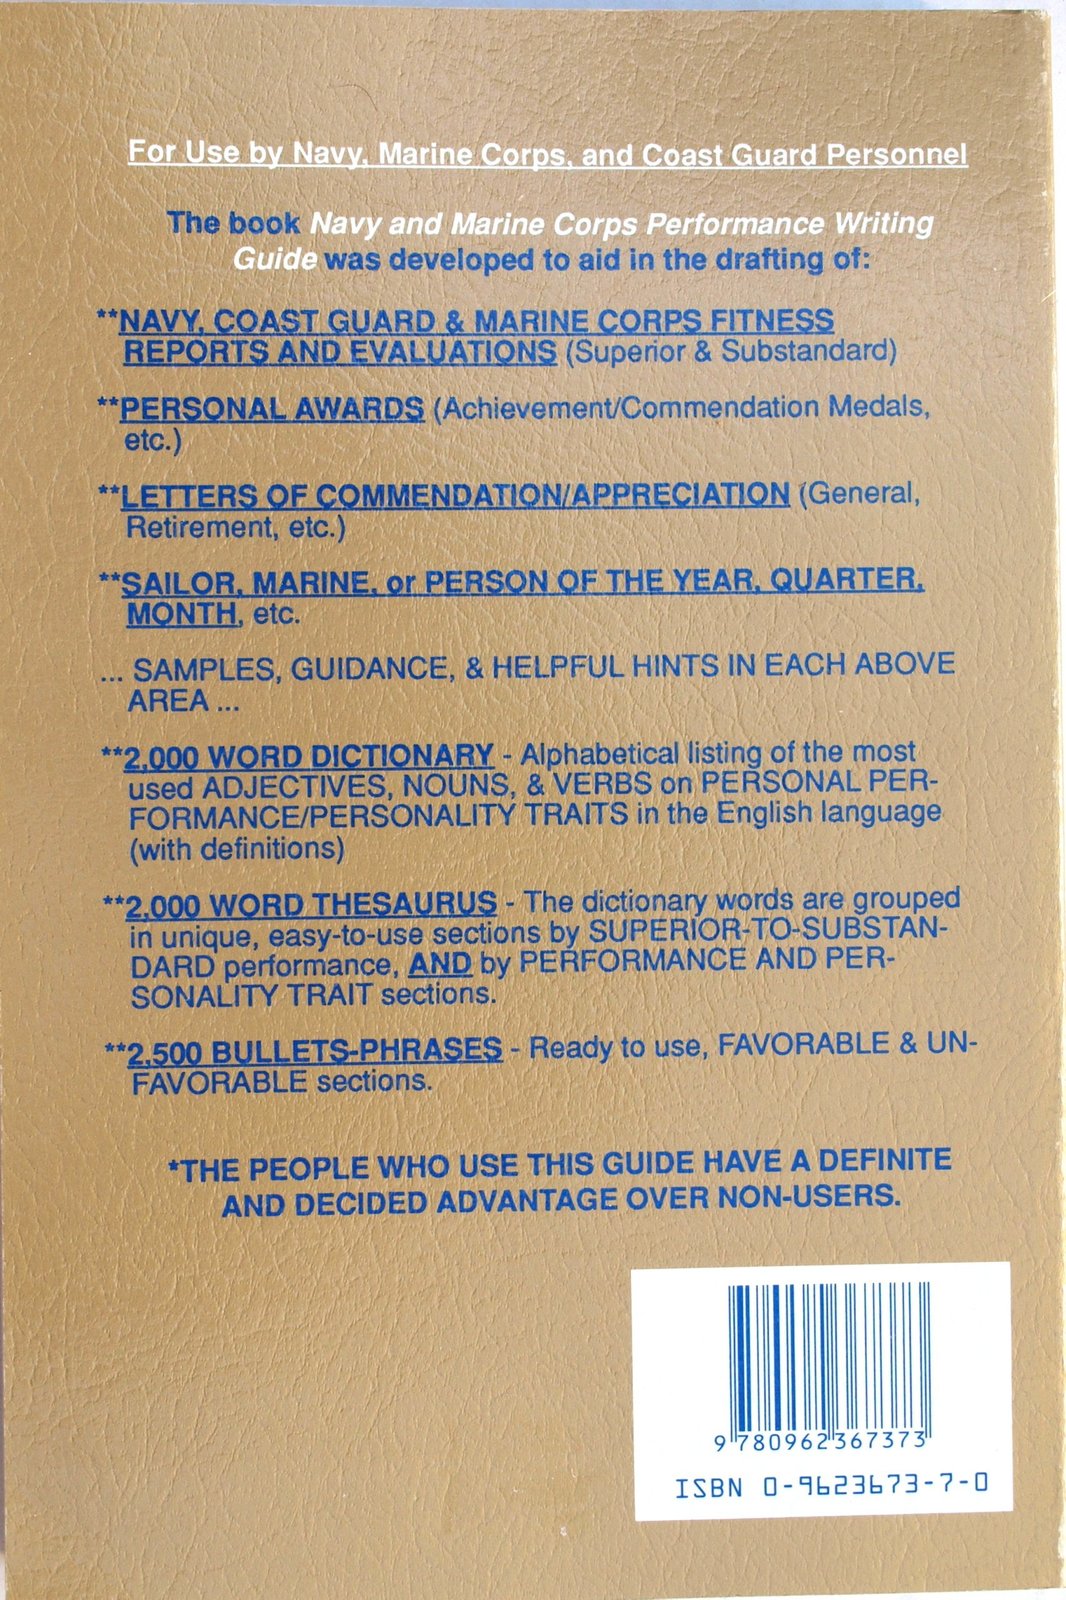 For Use by Navy, Marine Corps, and Coast Guard Personnel
The book Navy and Marine Corps Performance Writing
Guide was developed to aid in the drafting of:
**NAVY, COAST GUARD & MARINE CORPS FITNESS
REPORTS AND EVALUATIONS (Superior & Substandard)
**PERSONAL AWARDS (Achievement/Commendation Medals,
etc.)
**LETTERS OF COMMENDATION/APPRECIATION (General,
Retirement, etc.)
**SAILOR, MARINE, or PERSON OF THE YEAR, QUARTER,
MONTH, etc.
... SAMPLES, GUIDANCE, & HELPFUL HINTS IN EACH ABOVE
AREA ...
**2,000 WORD DICTIONARY - Alphabetical listing of the most
used ADJECTIVES, NOUNS, & VERBS on PERSONAL PER-
FORMANCE/PERSONALITY TRAITS in the English language
(with definitions)
**2,000 WORD THESAURUS - The dictionary words are grouped
in unique, easy-to-use sections by SUPERIOR-TO-SUBSTAN-
DARD performance, AND by PERFORMANCE AND PER-
SONALITY TRAIT sections.
**2,500 BULLETS-PHRASES - Ready to use, FAVORABLE & UN-
FAVORABLE sections.
*THE PEOPLE WHO USE THIS GUIDE HAVE A DEFINITE
AND DECIDED ADVANTAGE OVER NON-USERS.
9 780962 367373
ISBN 0-9623673-7-0